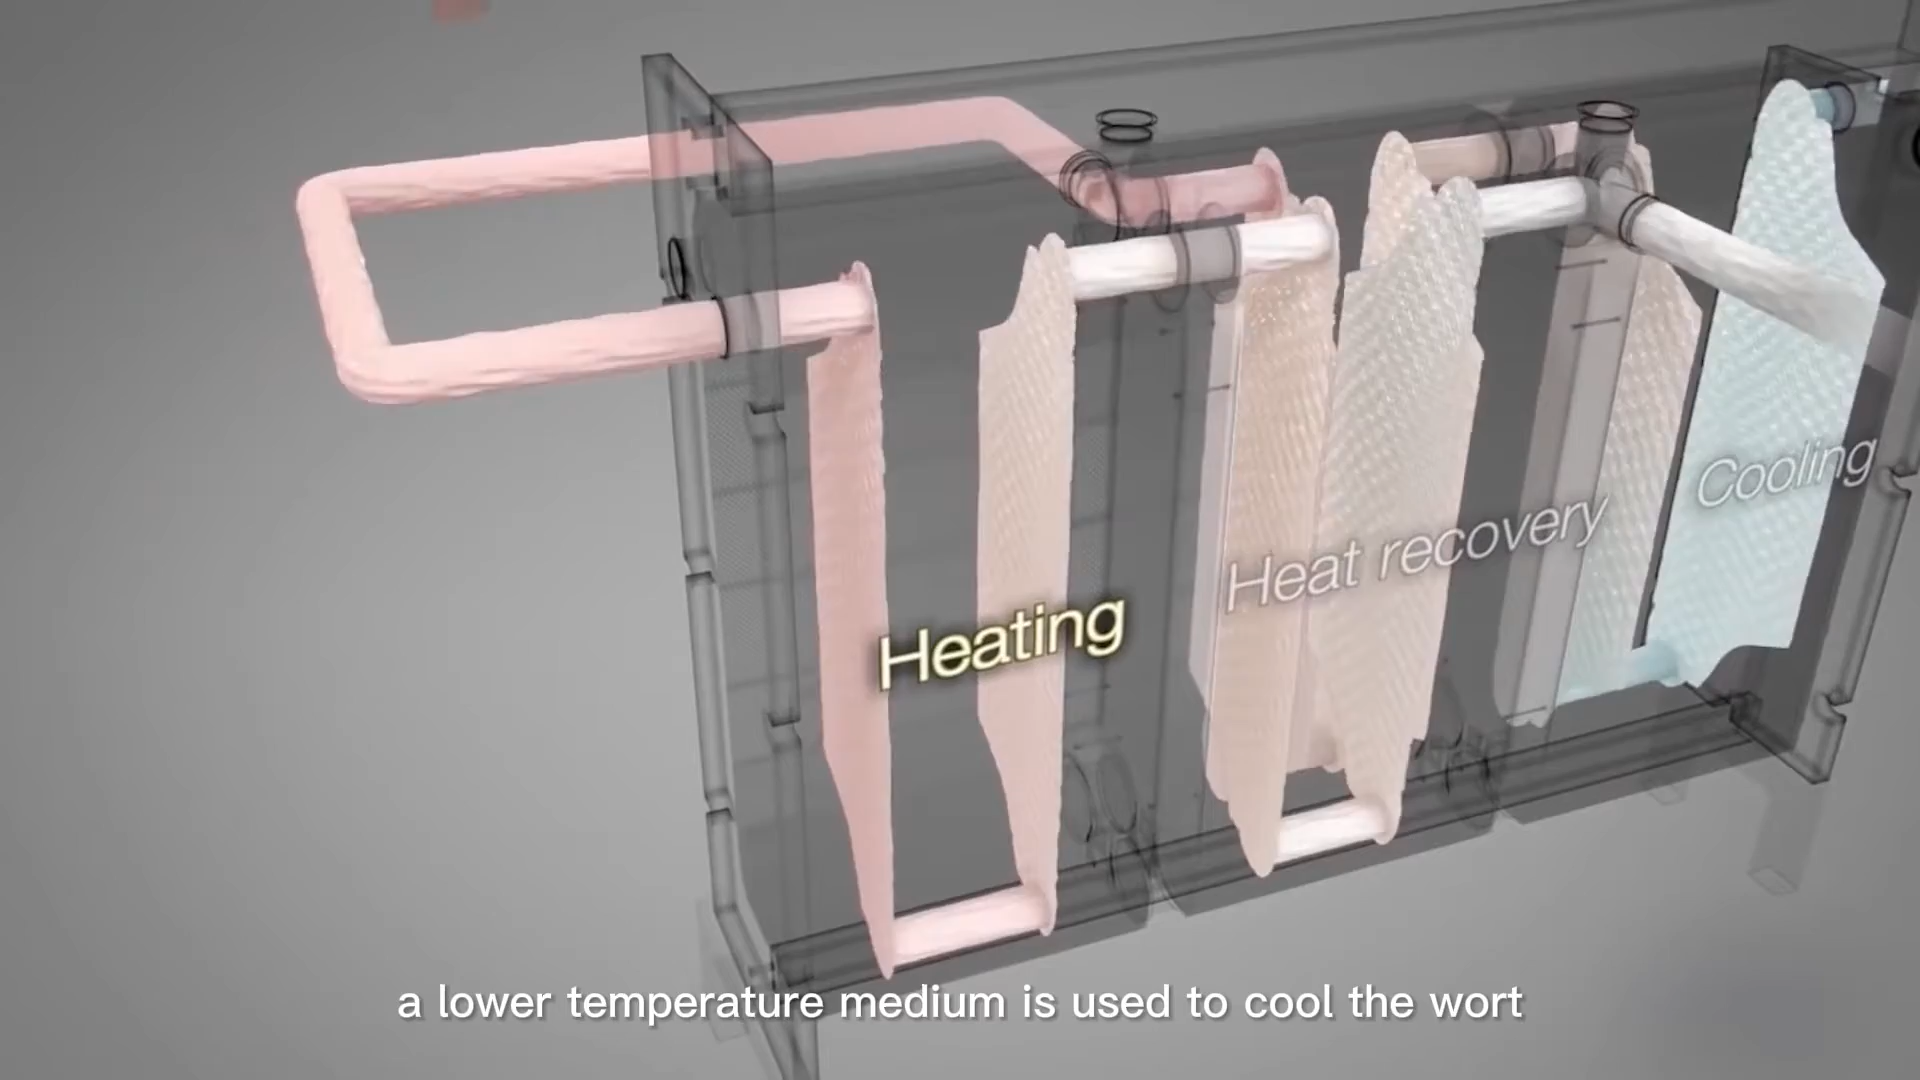 Cooling
Heat recovery
Heating
a lower temperature medium is used to cool the wort